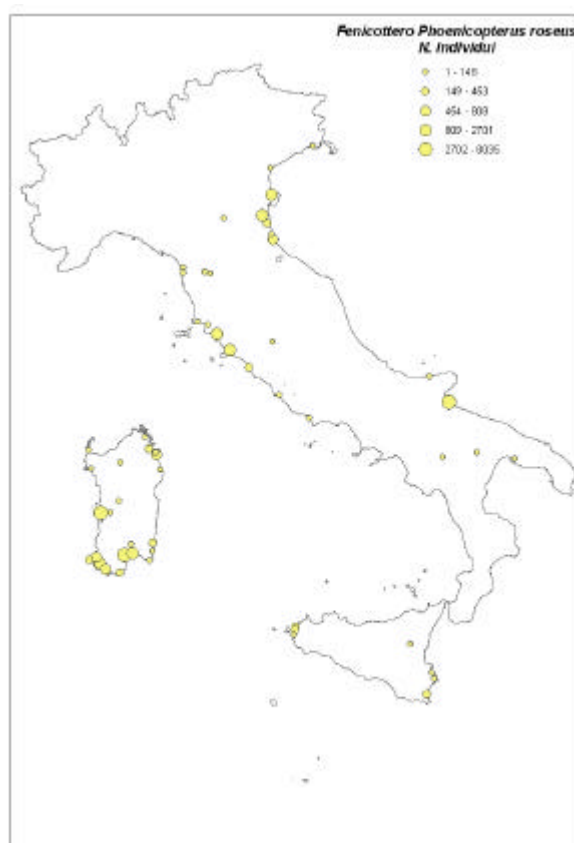 Fenicottero Phoenicopterus roseus
N. Individui
1 - 148
149 - 453
454 - 808
809 - 2701
2702 - 8035